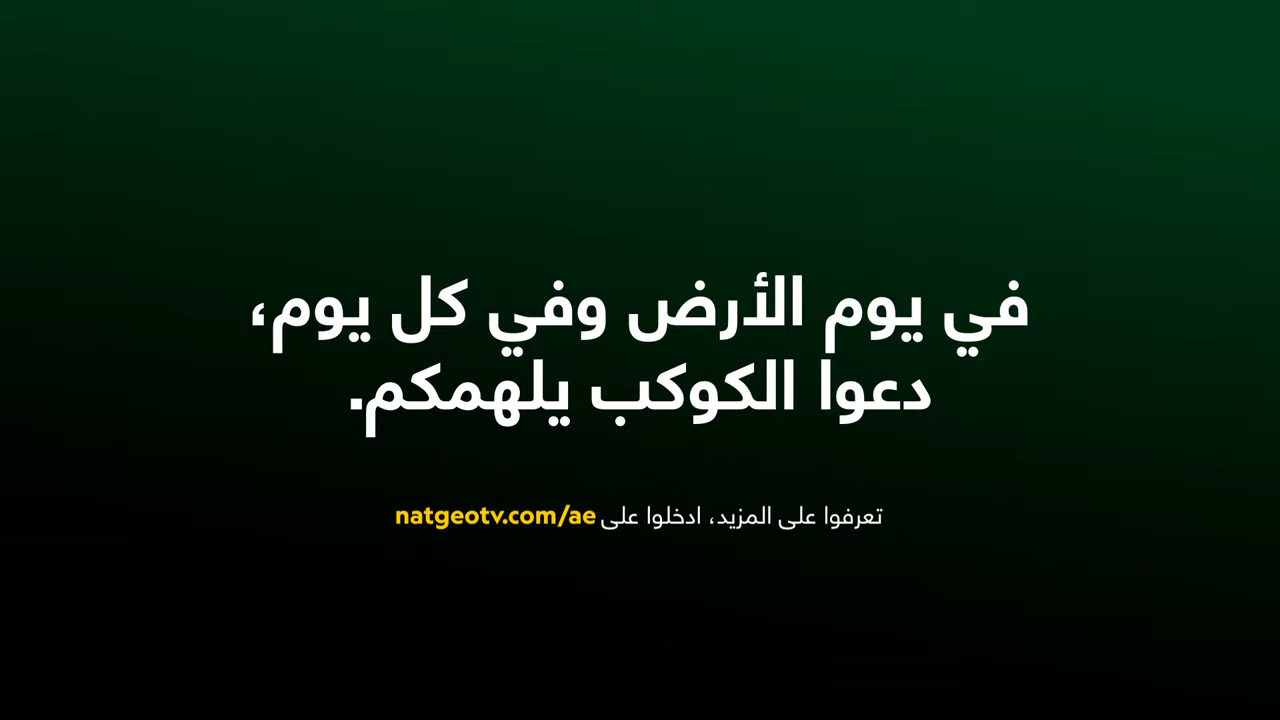 في يوم الأرض وفي كل يوم،
دعوا الكوكب يلهمكم.
تعرفوا على المزيد، ادخلوا على natgeotv.com/ae